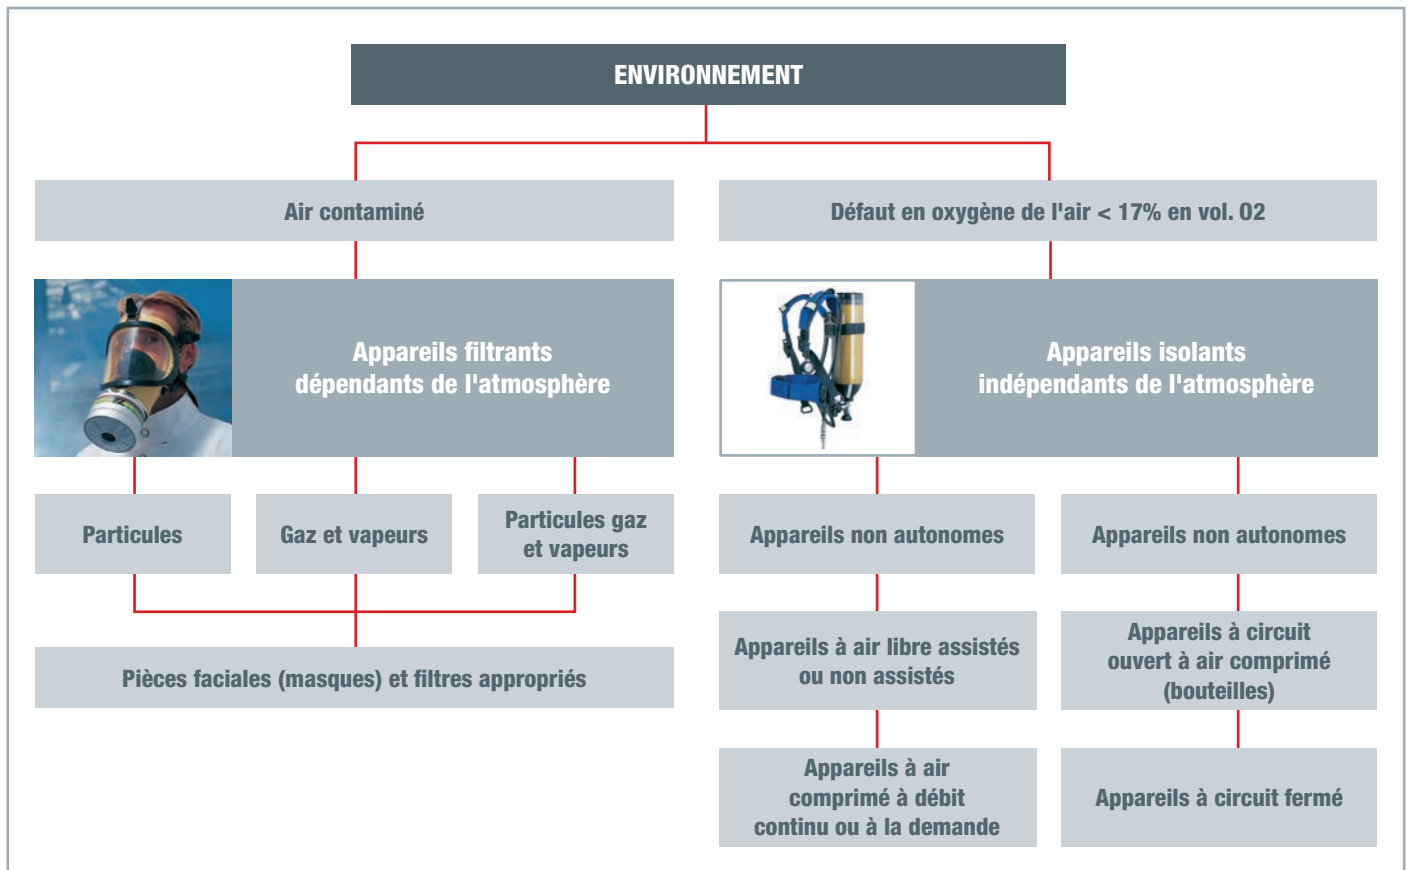 ENVIRONNEMENT
Air contaminé
Défaut en oxygène de l'air < 17% en vol. O2
Appareils filtrants
dépendants de l'atmosphère
Appareils isolants
indépendants de l'atmosphère
Particules
Gaz et vapeurs
Particules gaz
et vapeurs
Appareils non autonomes
Appareils non autonomes
Pièces faciales (masques) et filtres appropriés
Appareils à air libre assistés
ou non assistés
Appareils à circuit
ouvert à air comprimé
(bouteilles)
Appareils à air
comprimé à débit
continu ou à la demande
Appareils à circuit fermé